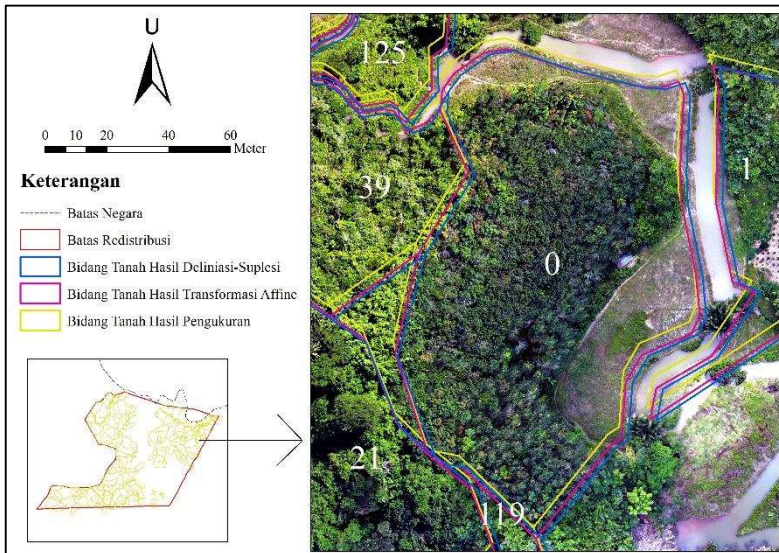 U
0 10 20 40 60
Meter
Keterangan
Batas Negara
Batas Redistribusi
Bidang Tanah Hasil Deliniasi-Suplesi
Bidang Tanah Hasil Transformasi Affine
Bidang Tanah Hasil Pengukuran
125
39
1
0
21
119